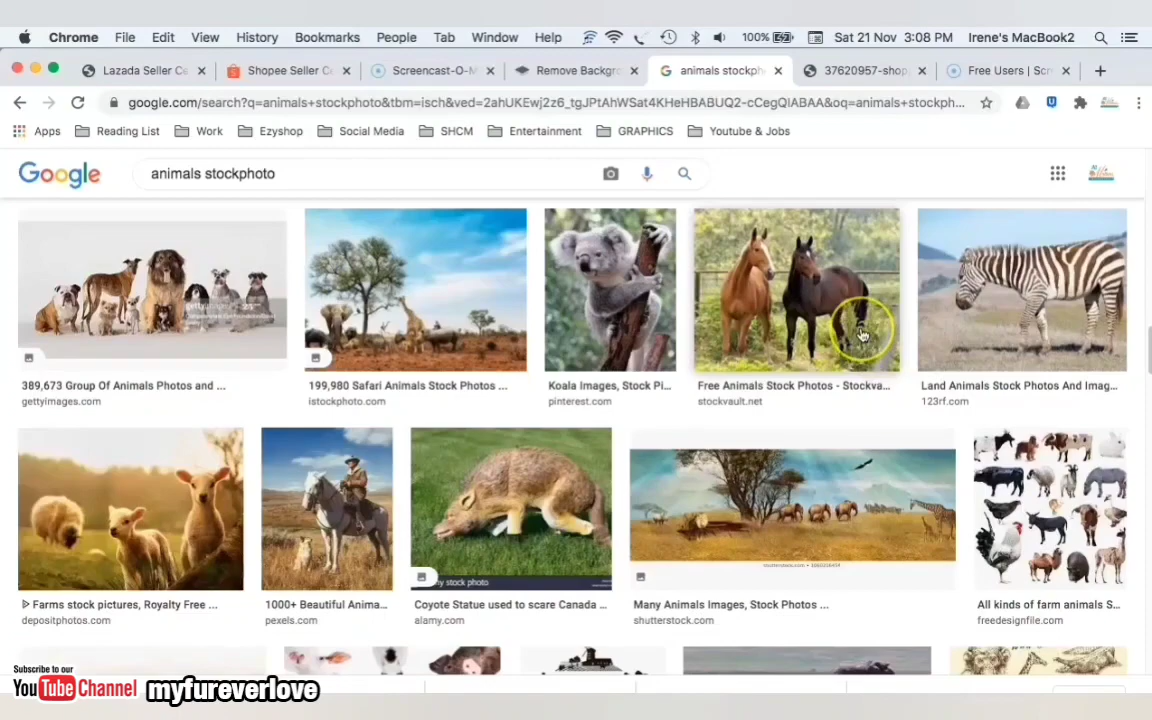 Chrome File Edit View History Bookmarks People Tab Window Help 100% Sat 21 Nov 3:08 PM Irene's MacBook2
Lazada Seller Ce Shopee Seller C Screencast-O-M Remove Backgro animals stockph 37620957-shop Free Users | Scr
google.com/search?q=animals+stockphoto&tbm=isch&ved=2ahUKEwj2z6_tgJPtAhWSat4KHeHBABUQ2-cCegQIABAA&oq=animals+stockph...
Apps Reading List Work Ezyshop Social Media SHCM Entertainment GRAPHICS Youtube & Jobs
Google animals stockphoto
gettyimages
389,673 Group Of Animals Photos and ... 199,980 Safari Animals Stock Photos ... Koala Images, Stock Pi... Free Animals Stock Photos - Stockva... Land Animals Stock Photos And Imag...
gettyimages.com istockphoto.com pinterest.com stockvault.net 123rf.com
my stock photo
Farms stock pictures, Royalty Free ... 1000+ Beautiful Anima... Coyote Statue used to scare Canada ... Many Animals Images, Stock Photos ... All kinds of farm animals S...
depositphotos.com pexels.com alamy.com shutterstock.com freedesignfile.com
Subscribe to our
YouTube Channel myfureverlove